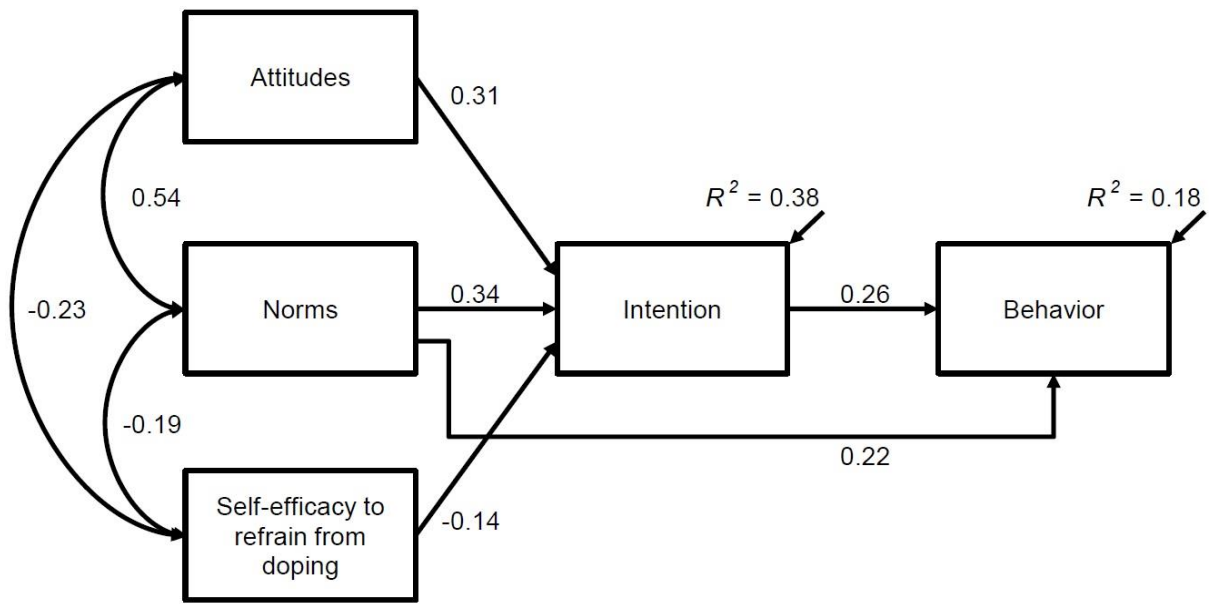 Attitudes
0.31
0.54
R² = 0.38
R² = 0.18
-0.23
Norms
0.34
Intention
0.26
Behavior
-0.19
0.22
Self-efficacy to
refrain from
doping
-0.14